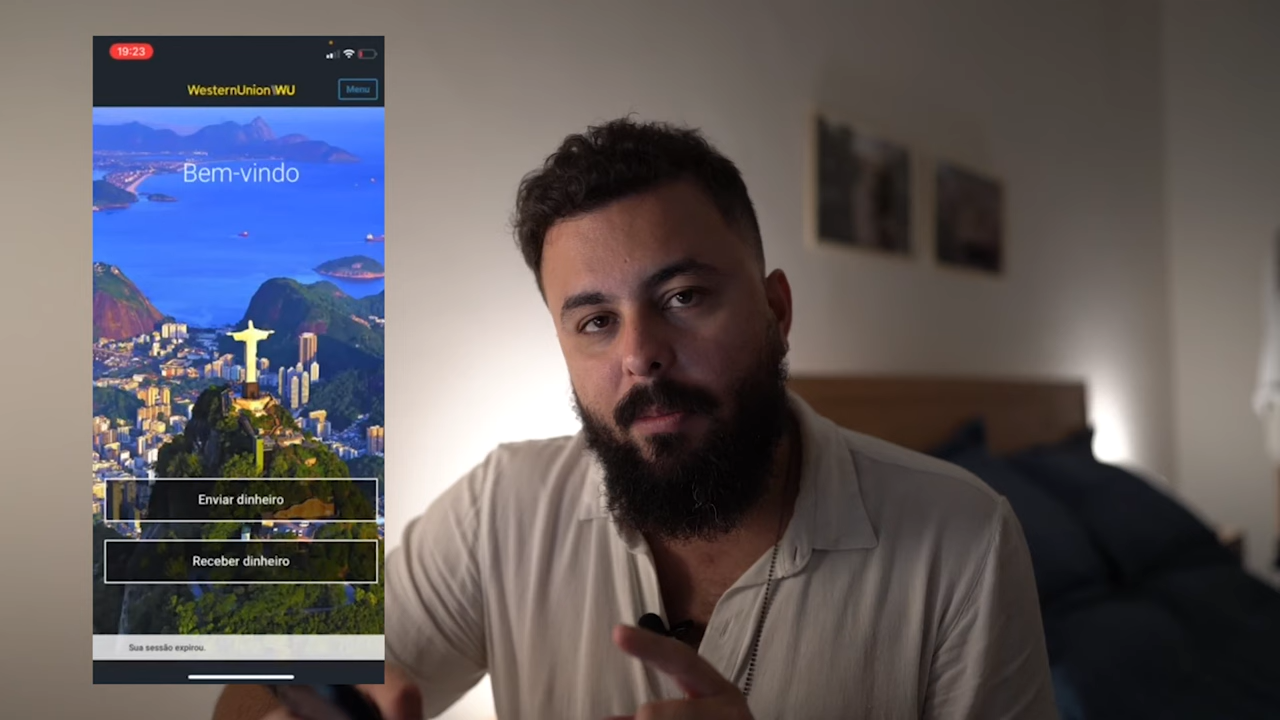 19:23
WesternUnion WU
Menu
Bem-vindo
Enviar dinheiro
Receber dinheiro
Sua sessão expirou.